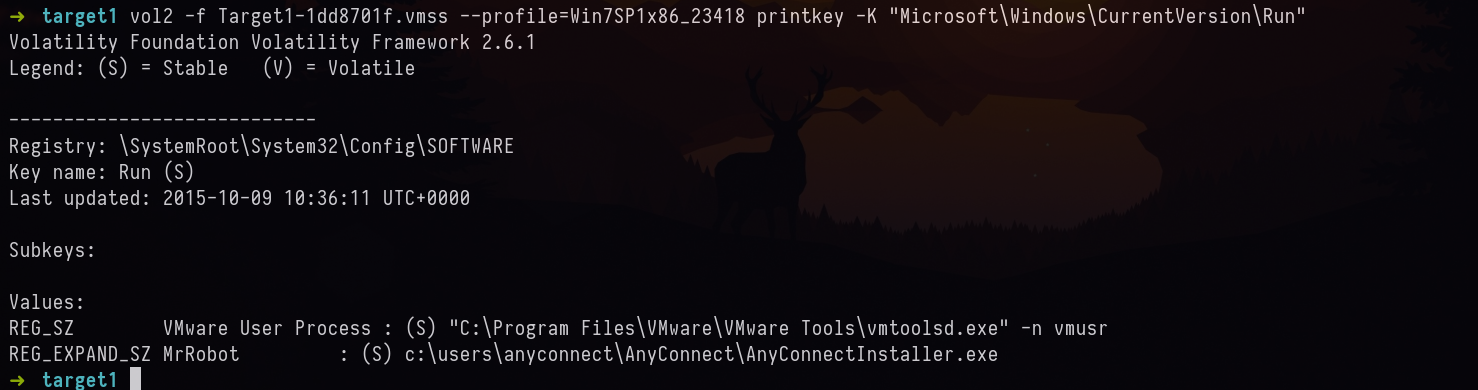 → target1 vol2 -f Target1-1dd8701f.vmss --profile=Win7SP1x86_23418 printkey -K "Microsoft\Windows\CurrentVersion\Run"
Volatility Foundation Volatility Framework 2.6.1
Legend: (S) = Stable   (V) = Volatile

----------------------------
Registry: \SystemRoot\System32\Config\SOFTWARE
Key name: Run (S)
Last updated: 2015-10-09 10:36:11 UTC+0000

Subkeys:

Values:
REG_SZ        VMware User Process : (S) "C:\Program Files\VMware\VMware Tools\vmtoolsd.exe" -n vmusr
REG_EXPAND_SZ MrRobot         : (S) c:\users\anyconnect\AnyConnect\AnyConnectInstaller.exe
→ target1